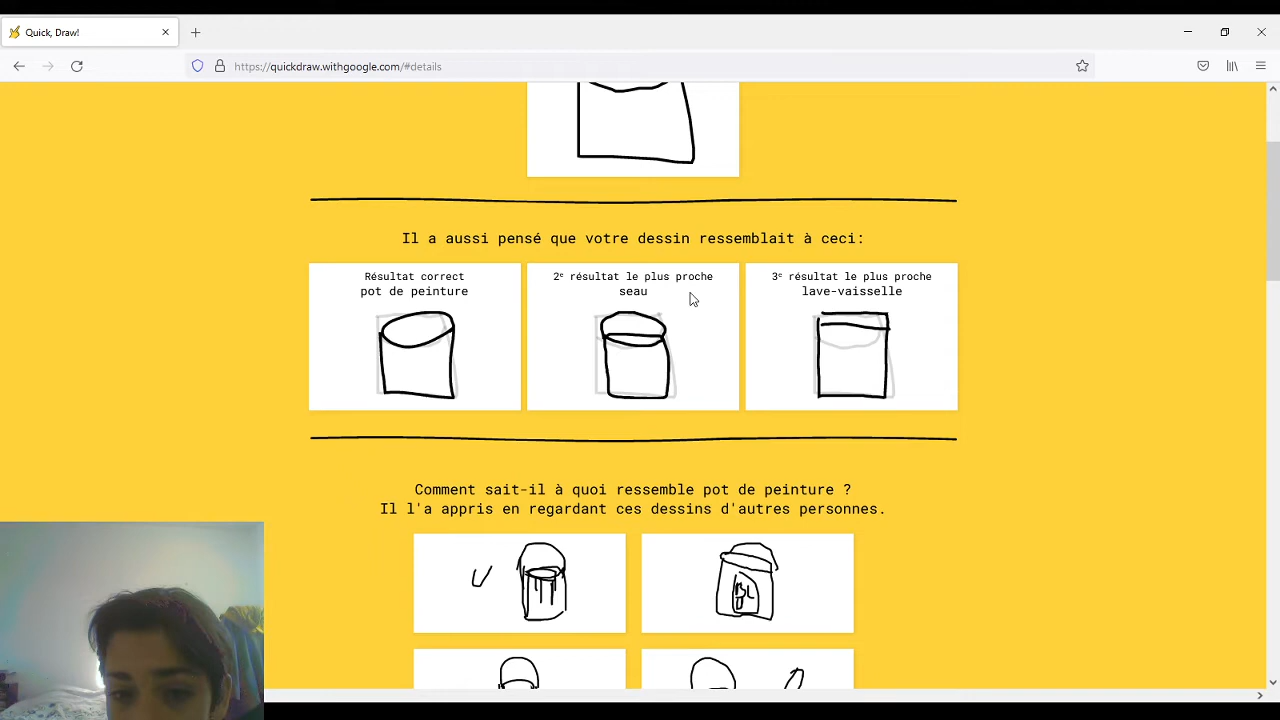 Quick, Draw!
https://quickdraw.withgoogle.com/#details
Il a aussi pensé que votre dessin ressemblait à ceci:
Résultat correct
pot de peinture
2e résultat le plus proche
seau
3e résultat le plus proche
lave-vaisselle
Comment sait-il à quoi ressemble pot de peinture ?
Il l'a appris en regardant ces dessins d'autres personnes.